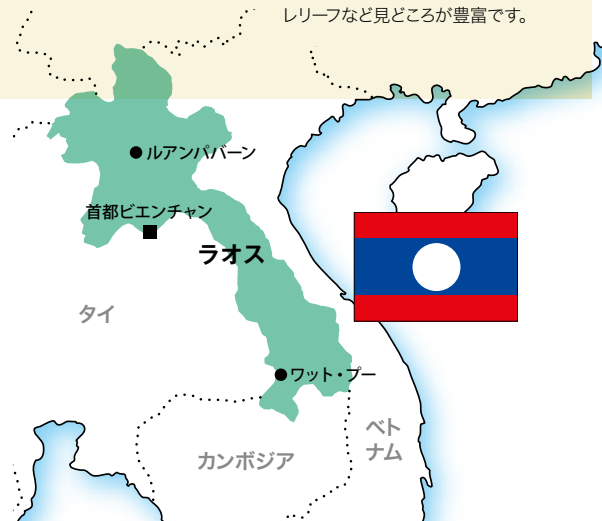 レリーフなど見どころが豊富です。
ルアンパバーン
首都ビエンチャン
ラオス
タイ
ワット・プー
ベト
ナム
カンボジア